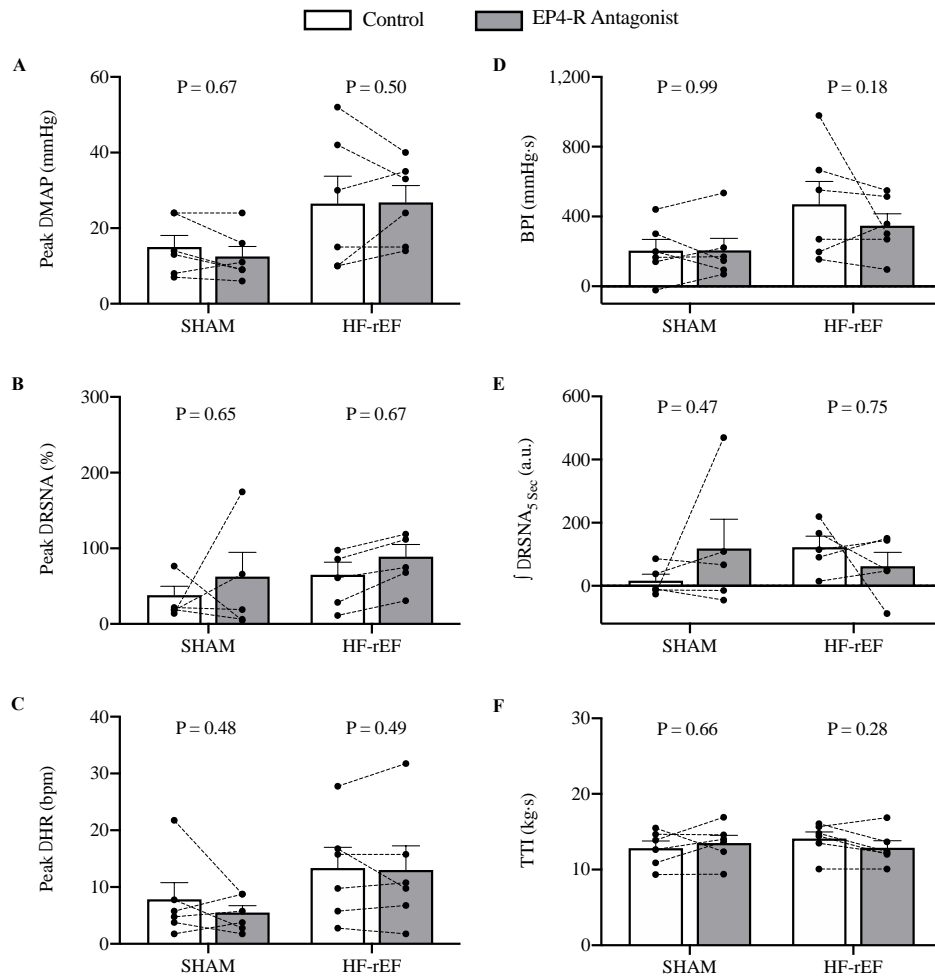 Control
EP4-R Antagonist
A
Peak DMAP (mmHg)
60
40
20
0
P = 0.67
P = 0.50
SHAM
HF-rEF
D
BPI (mmHg·s)
1,200
800
400
0
P = 0.99
P = 0.18
SHAM
HF-rEF
B
Peak DRSNA (%)
300
200
100
0
P = 0.65
P = 0.67
SHAM
HF-rEF
E
∫ DRSNA5 Sec (a.u.)
600
400
200
0
P = 0.47
P = 0.75
SHAM
HF-rEF
C
Peak DHR (bpm)
40
30
20
10
0
P = 0.48
P = 0.49
SHAM
HF-rEF
F
TTI (kg·s)
30
20
10
0
P = 0.66
P = 0.28
SHAM
HF-rEF